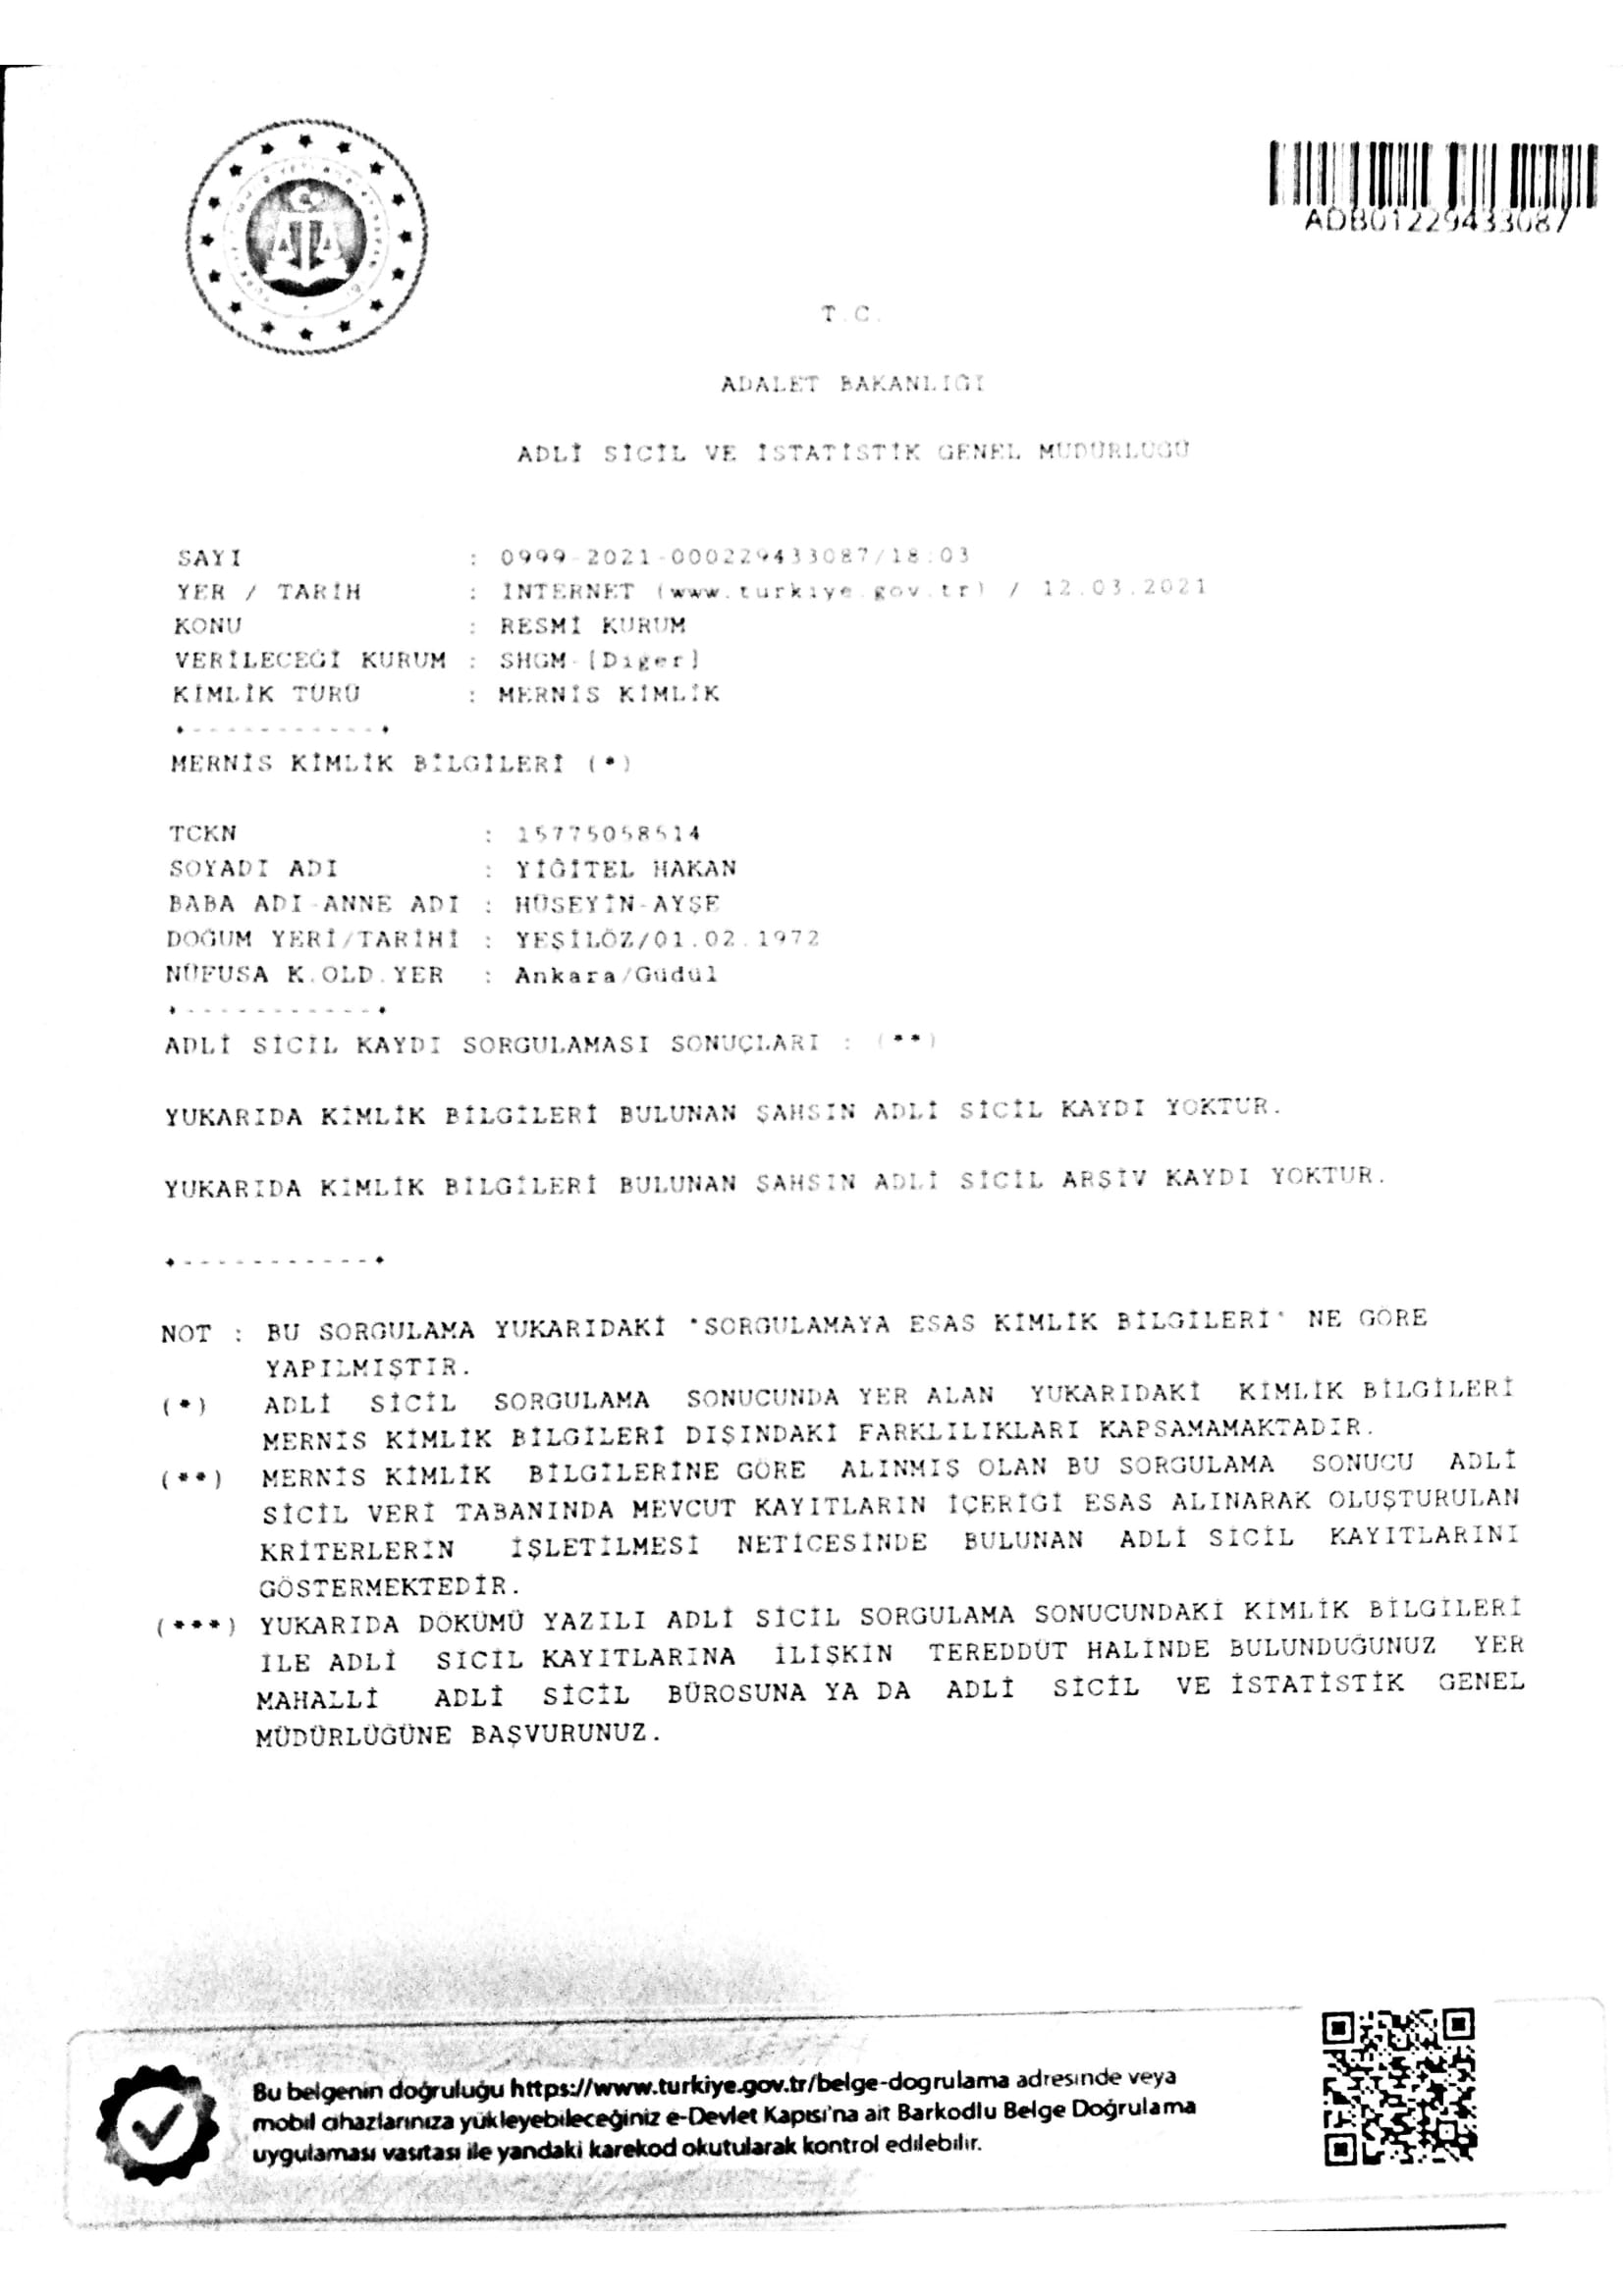 ADB01229433087
T.C.
ADALET BAKANLIĞI
ADLİ SİCİL VE İSTATİSTİK GENEL MÜDÜRLÜĞÜ
SAYI : 0999-2021-000229433087/18:03
YER / TARİH : İNTERNET (www.turkiye.gov.tr) / 12.03.2021
KONU : RESMİ KURUM
VERİLECEĞİ KURUM : SHGM-[Diğer]
KİMLİK TÜRÜ : MERNİS KİMLİK
*-----------*
MERNİS KİMLİK BİLGİLERİ (*)
TCKN : 15775058514
SOYADI ADI : YİĞİTEL HAKAN
BABA ADI-ANNE ADI : HÜSEYİN-AYŞE
DOĞUM YERİ/TARİHİ : YEŞİLÖZ/01.02.1972
NÜFUSA K.OLD.YER : Ankara/Güdül
*-----------*
ADLİ SİCİL KAYDI SORGULAMASI SONUÇLARI : (**)
YUKARIDA KİMLİK BİLGİLERİ BULUNAN ŞAHSIN ADLİ SİCİL KAYDI YOKTUR.
YUKARIDA KİMLİK BİLGİLERİ BULUNAN ŞAHSIN ADLİ SİCİL ARŞİV KAYDI YOKTUR.
*-----------*
NOT : BU SORGULAMA YUKARIDAKİ "SORGULAMAYA ESAS KİMLİK BİLGİLERİ" NE GÖRE
YAPILMIŞTIR.
(*) ADLİ SİCİL SORGULAMA SONUCUNDA YER ALAN YUKARIDAKİ KİMLİK BİLGİLERİ
MERNİS KİMLİK BİLGİLERİ DIŞINDAKİ FARKLILIKLARI KAPSAMAMAKTADIR.
(**) MERNİS KİMLİK BİLGİLERİNE GÖRE ALINMIŞ OLAN BU SORGULAMA SONUCU ADLİ
SİCİL VERİ TABANINDA MEVCUT KAYITLARIN İÇERİĞİ ESAS ALINARAK OLUŞTURULAN
KRİTERLERİN İŞLETİLMESİ NETİCESİNDE BULUNAN ADLİ SİCİL KAYITLARINI
GÖSTERMEKTEDİR.
(***) YUKARIDA DÖKÜMÜ YAZILI ADLİ SİCİL SORGULAMA SONUCUNDAKİ KİMLİK BİLGİLERİ
İLE ADLİ SİCİL KAYITLARINA İLİŞKİN TEREDDÜT HALİNDE BULUNDUĞUNUZ YER
MAHALLİ ADLİ SİCİL BÜROSUNA YA DA ADLİ SİCİL VE İSTATİSTİK GENEL
MÜDÜRLÜĞÜNE BAŞVURUNUZ.
Bu belgenin doğruluğu https://www.turkiye.gov.tr/belge-dogrulama adresinde veya
mobil cihazlarınıza yükleyebileceğiniz e-Devlet Kapısı'na ait Barkodlu Belge Doğrulama
uygulaması vasıtası ile yandaki karekod okutularak kontrol edilebilir.